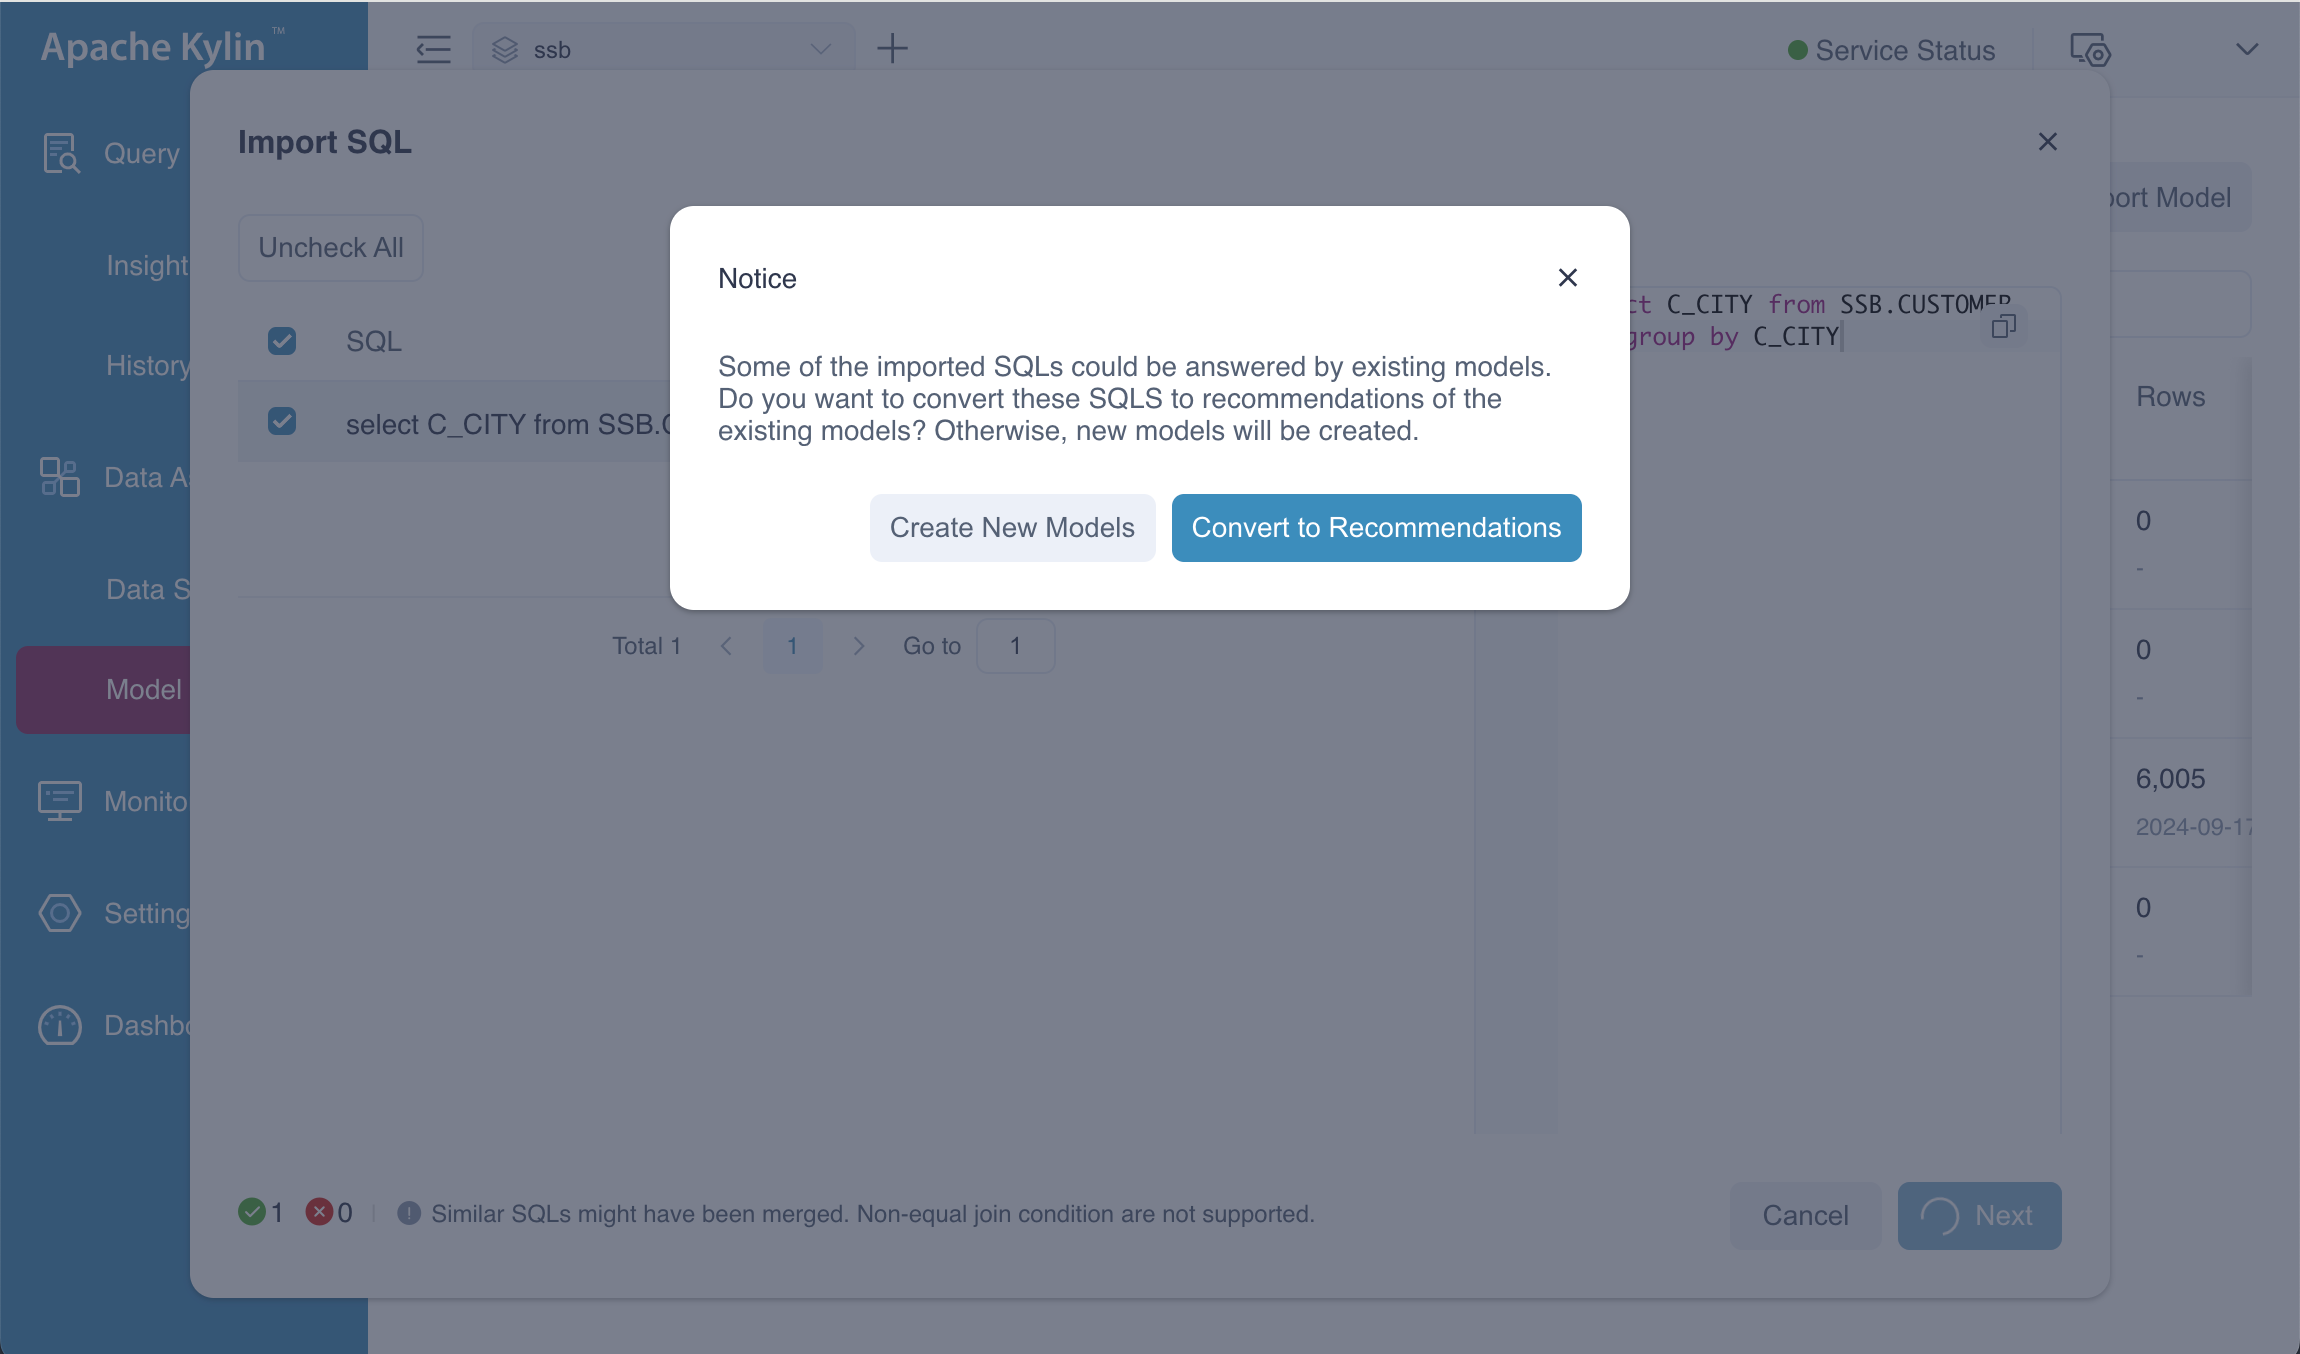 Apache Kylin™
ssb
Service Status
Query
Insight
History
Data As
Data S
Model
Monito
Setting
Dashbo
Import SQL
Uncheck All
SQL
select C_CITY from SSB.C
Total 1
1
Go to
1
ct C_CITY from SSB.CUSTOMER
group by C_CITY
Notice
Some of the imported SQLs could be answered by existing models.
Do you want to convert these SQLS to recommendations of the
existing models? Otherwise, new models will be created.
Create New Models
Convert to Recommendations
1
0
Similar SQLs might have been merged. Non-equal join condition are not supported.
Cancel
Next
port Model
Rows
0
-
0
-
6,005
2024-09-17
0
-